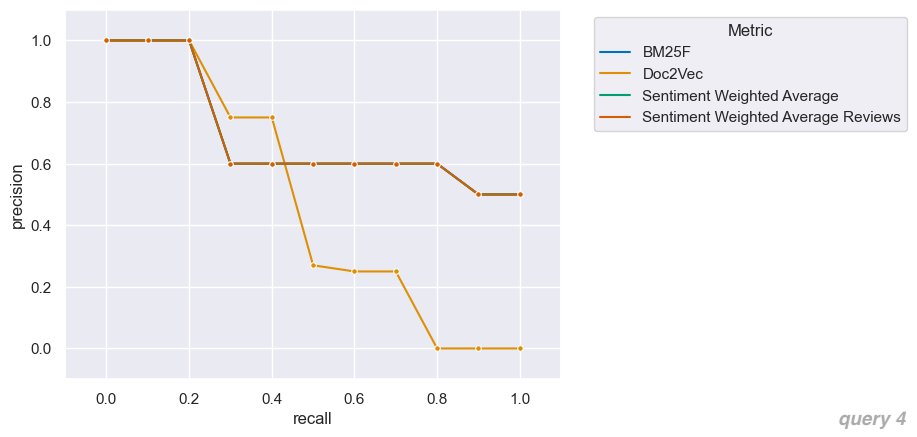 1.0
0.8
0.6
0.4
0.2
0.0
precision
0.0 0.2 0.4 0.6 0.8 1.0
recall
Metric
BM25F
Doc2Vec
Sentiment Weighted Average
Sentiment Weighted Average Reviews
query 4